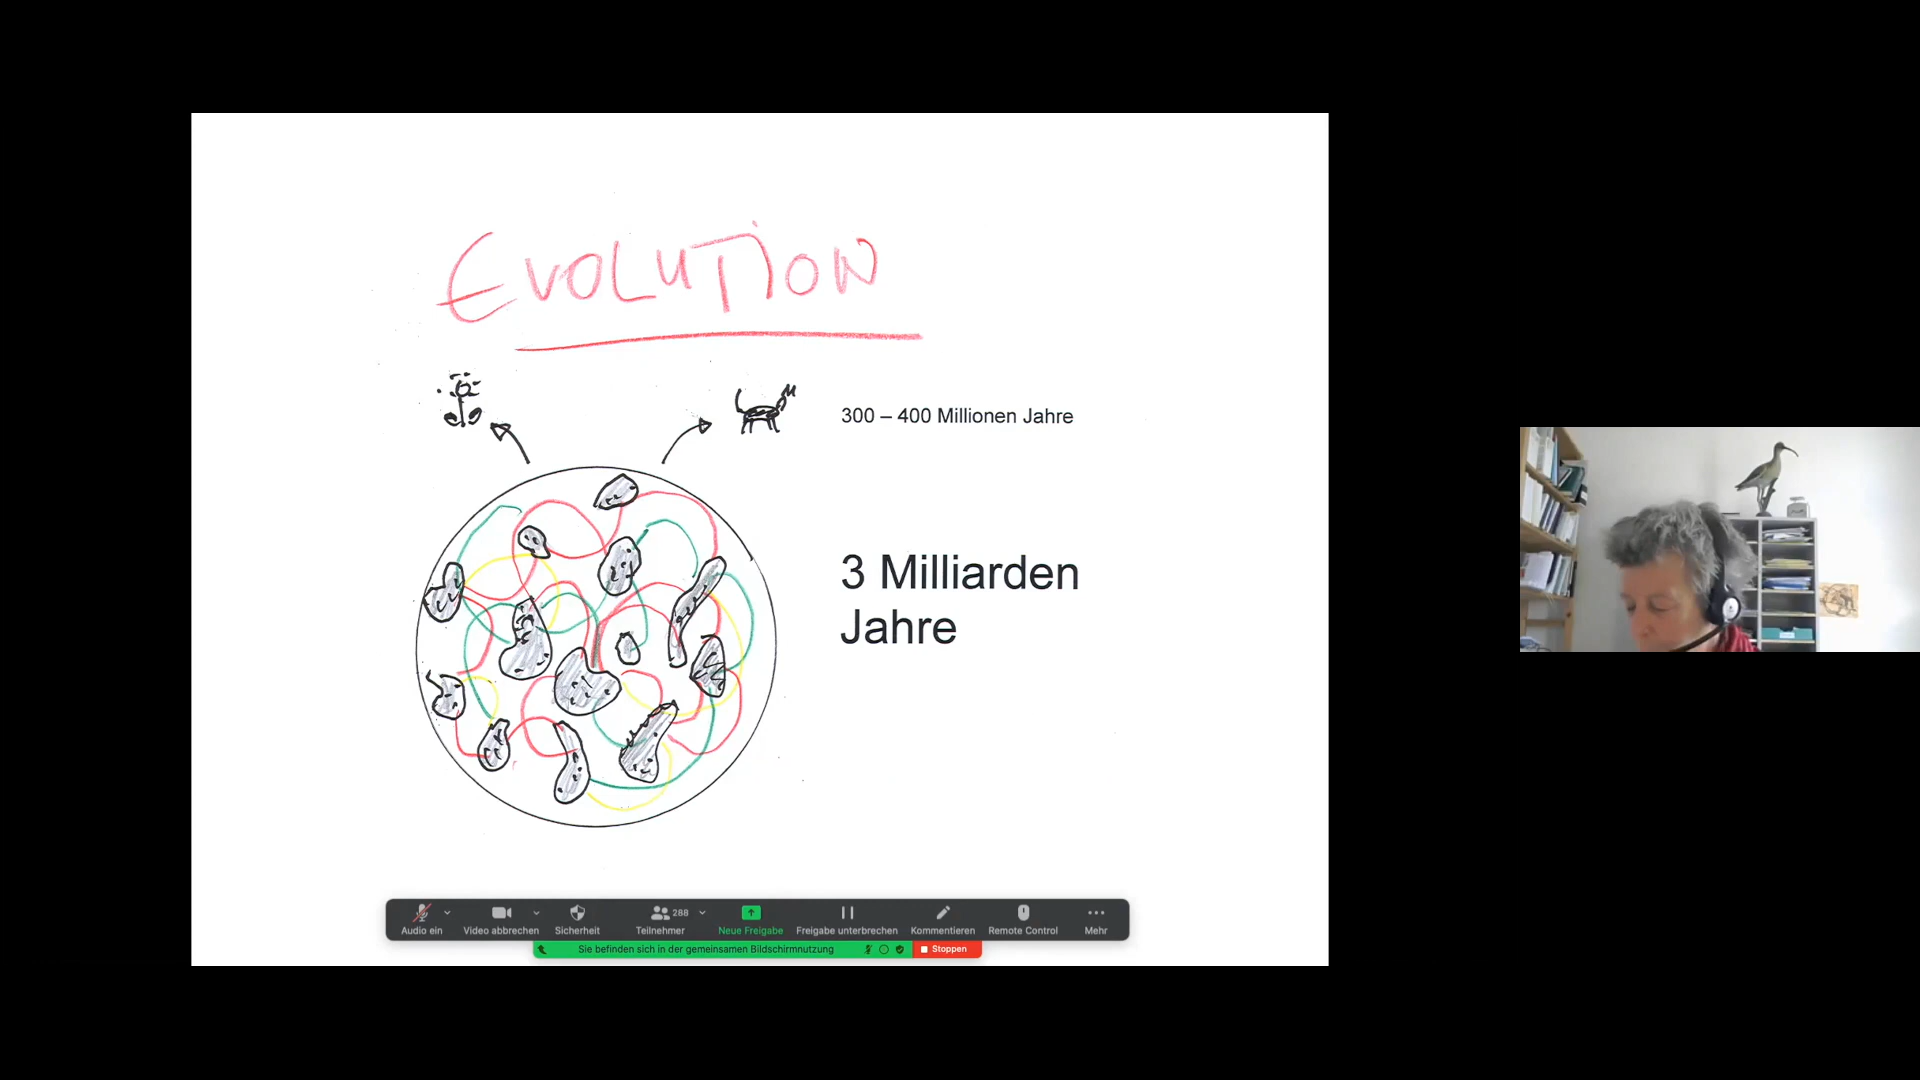 EVOLUTION
300 – 400 Millionen Jahre
3 Milliarden
Jahre
Audio ein
Video abbrechen
Sicherheit
288
Teilnehmer
Neue Freigabe
Freigabe unterbrechen
Kommentieren
Remote Control
Mehr
Sie befinden sich in der gemeinsamen Bildschirmnutzung
Stoppen